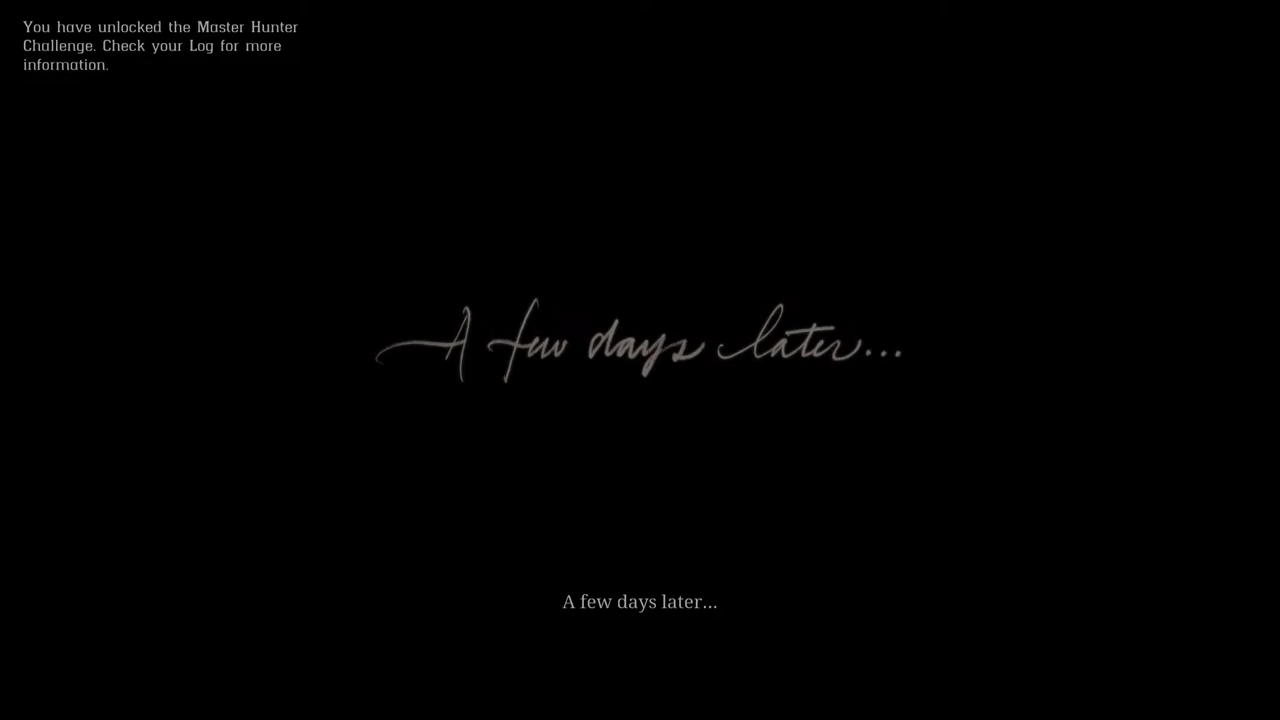 You have unlocked the Master Hunter
Challenge. Check your Log for more
information.
A few days later...
A few days later...